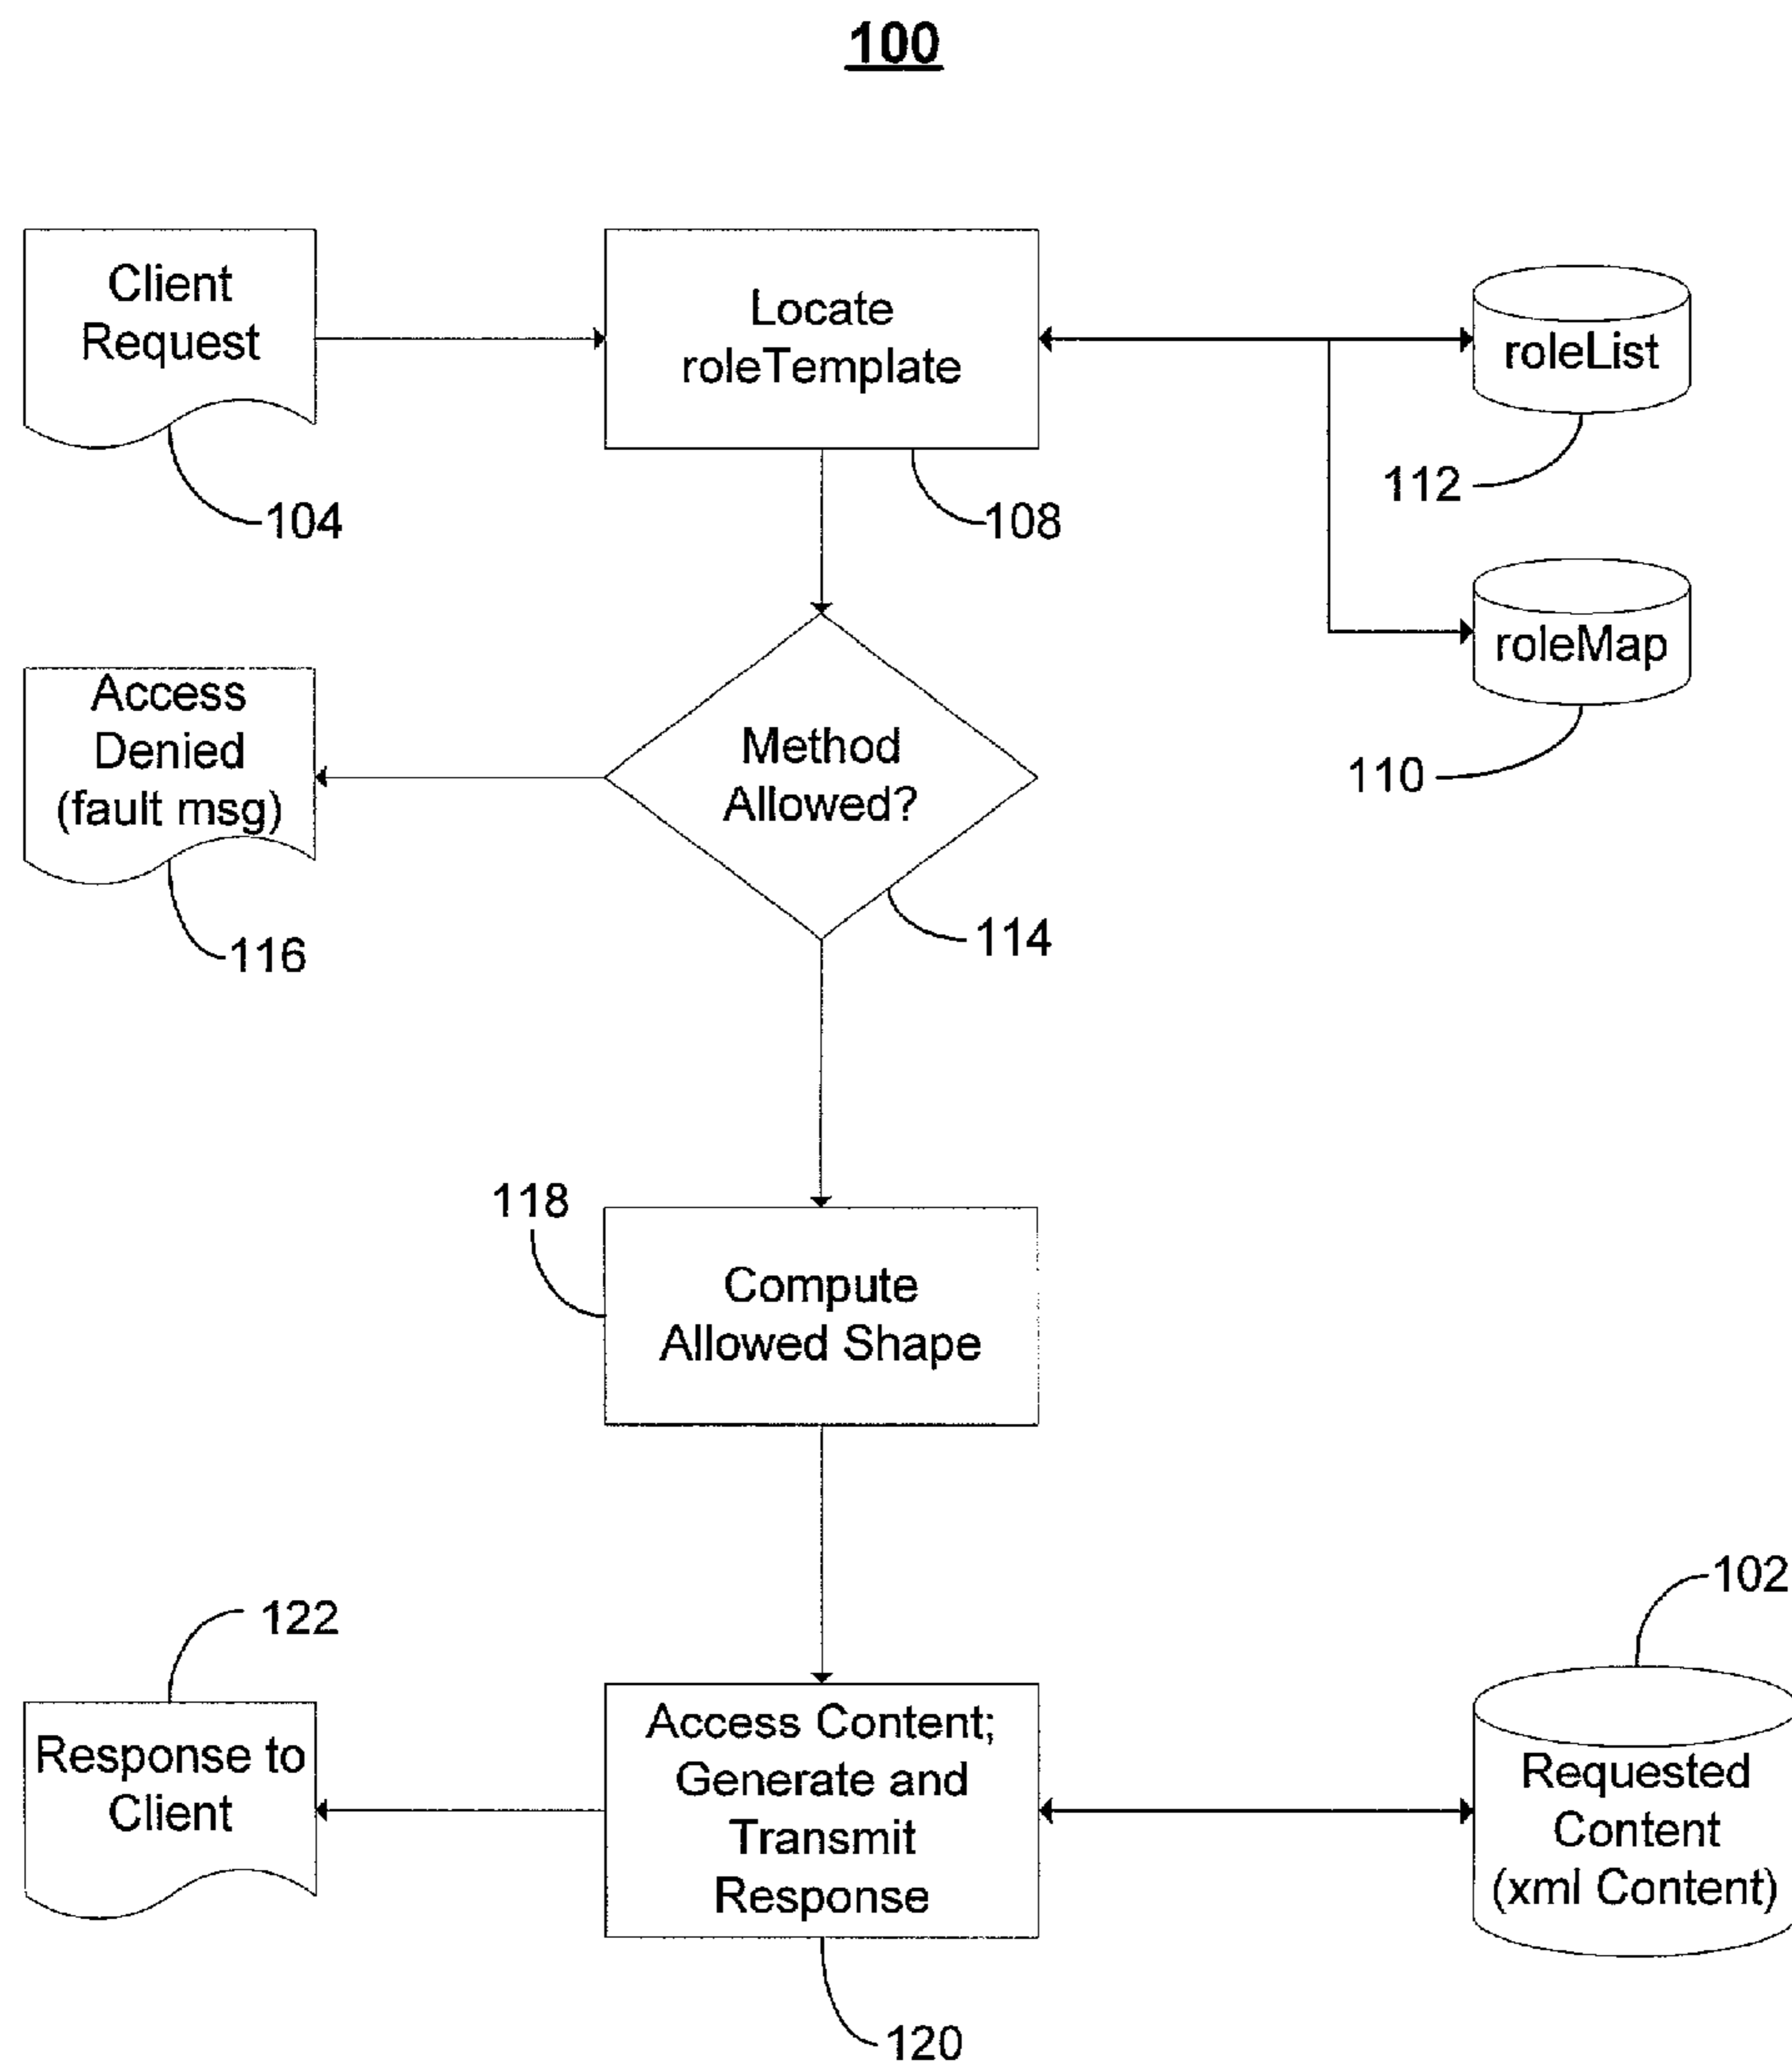 100
Client
Request
104
Locate
roleTemplate
108
roleList
112
roleMap
110
Access
Denied
(fault msg)
116
Method
Allowed?
114
118
Compute
Allowed Shape
122
Response to
Client
Access Content;
Generate and
Transmit
Response
120
102
Requested
Content
(xml Content)